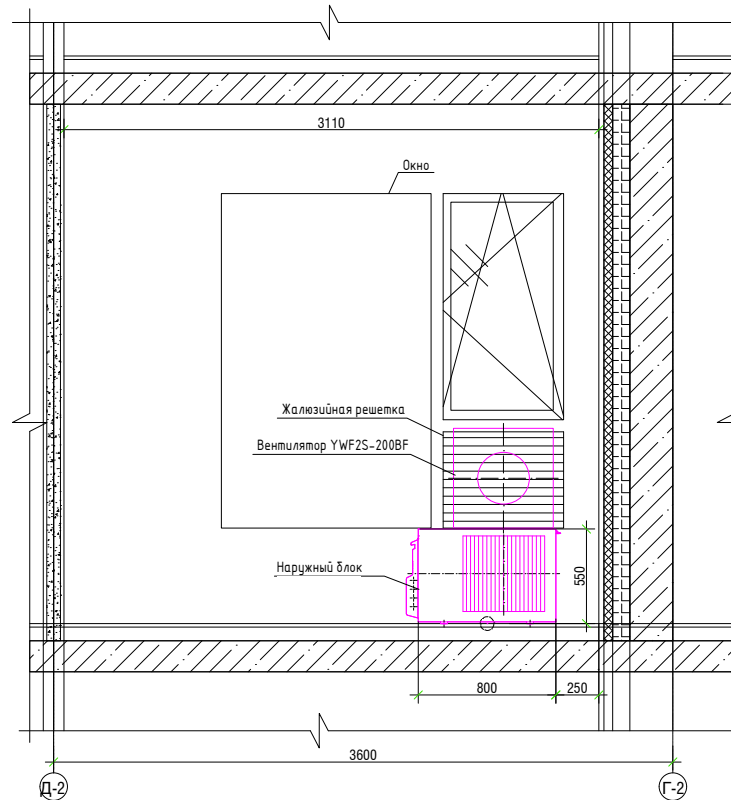 3110
Окно
Жалюзийная решетка
Вентилятор YWF2S-200BF
Наружный блок
550
800
250
3600
Д-2
Г-2